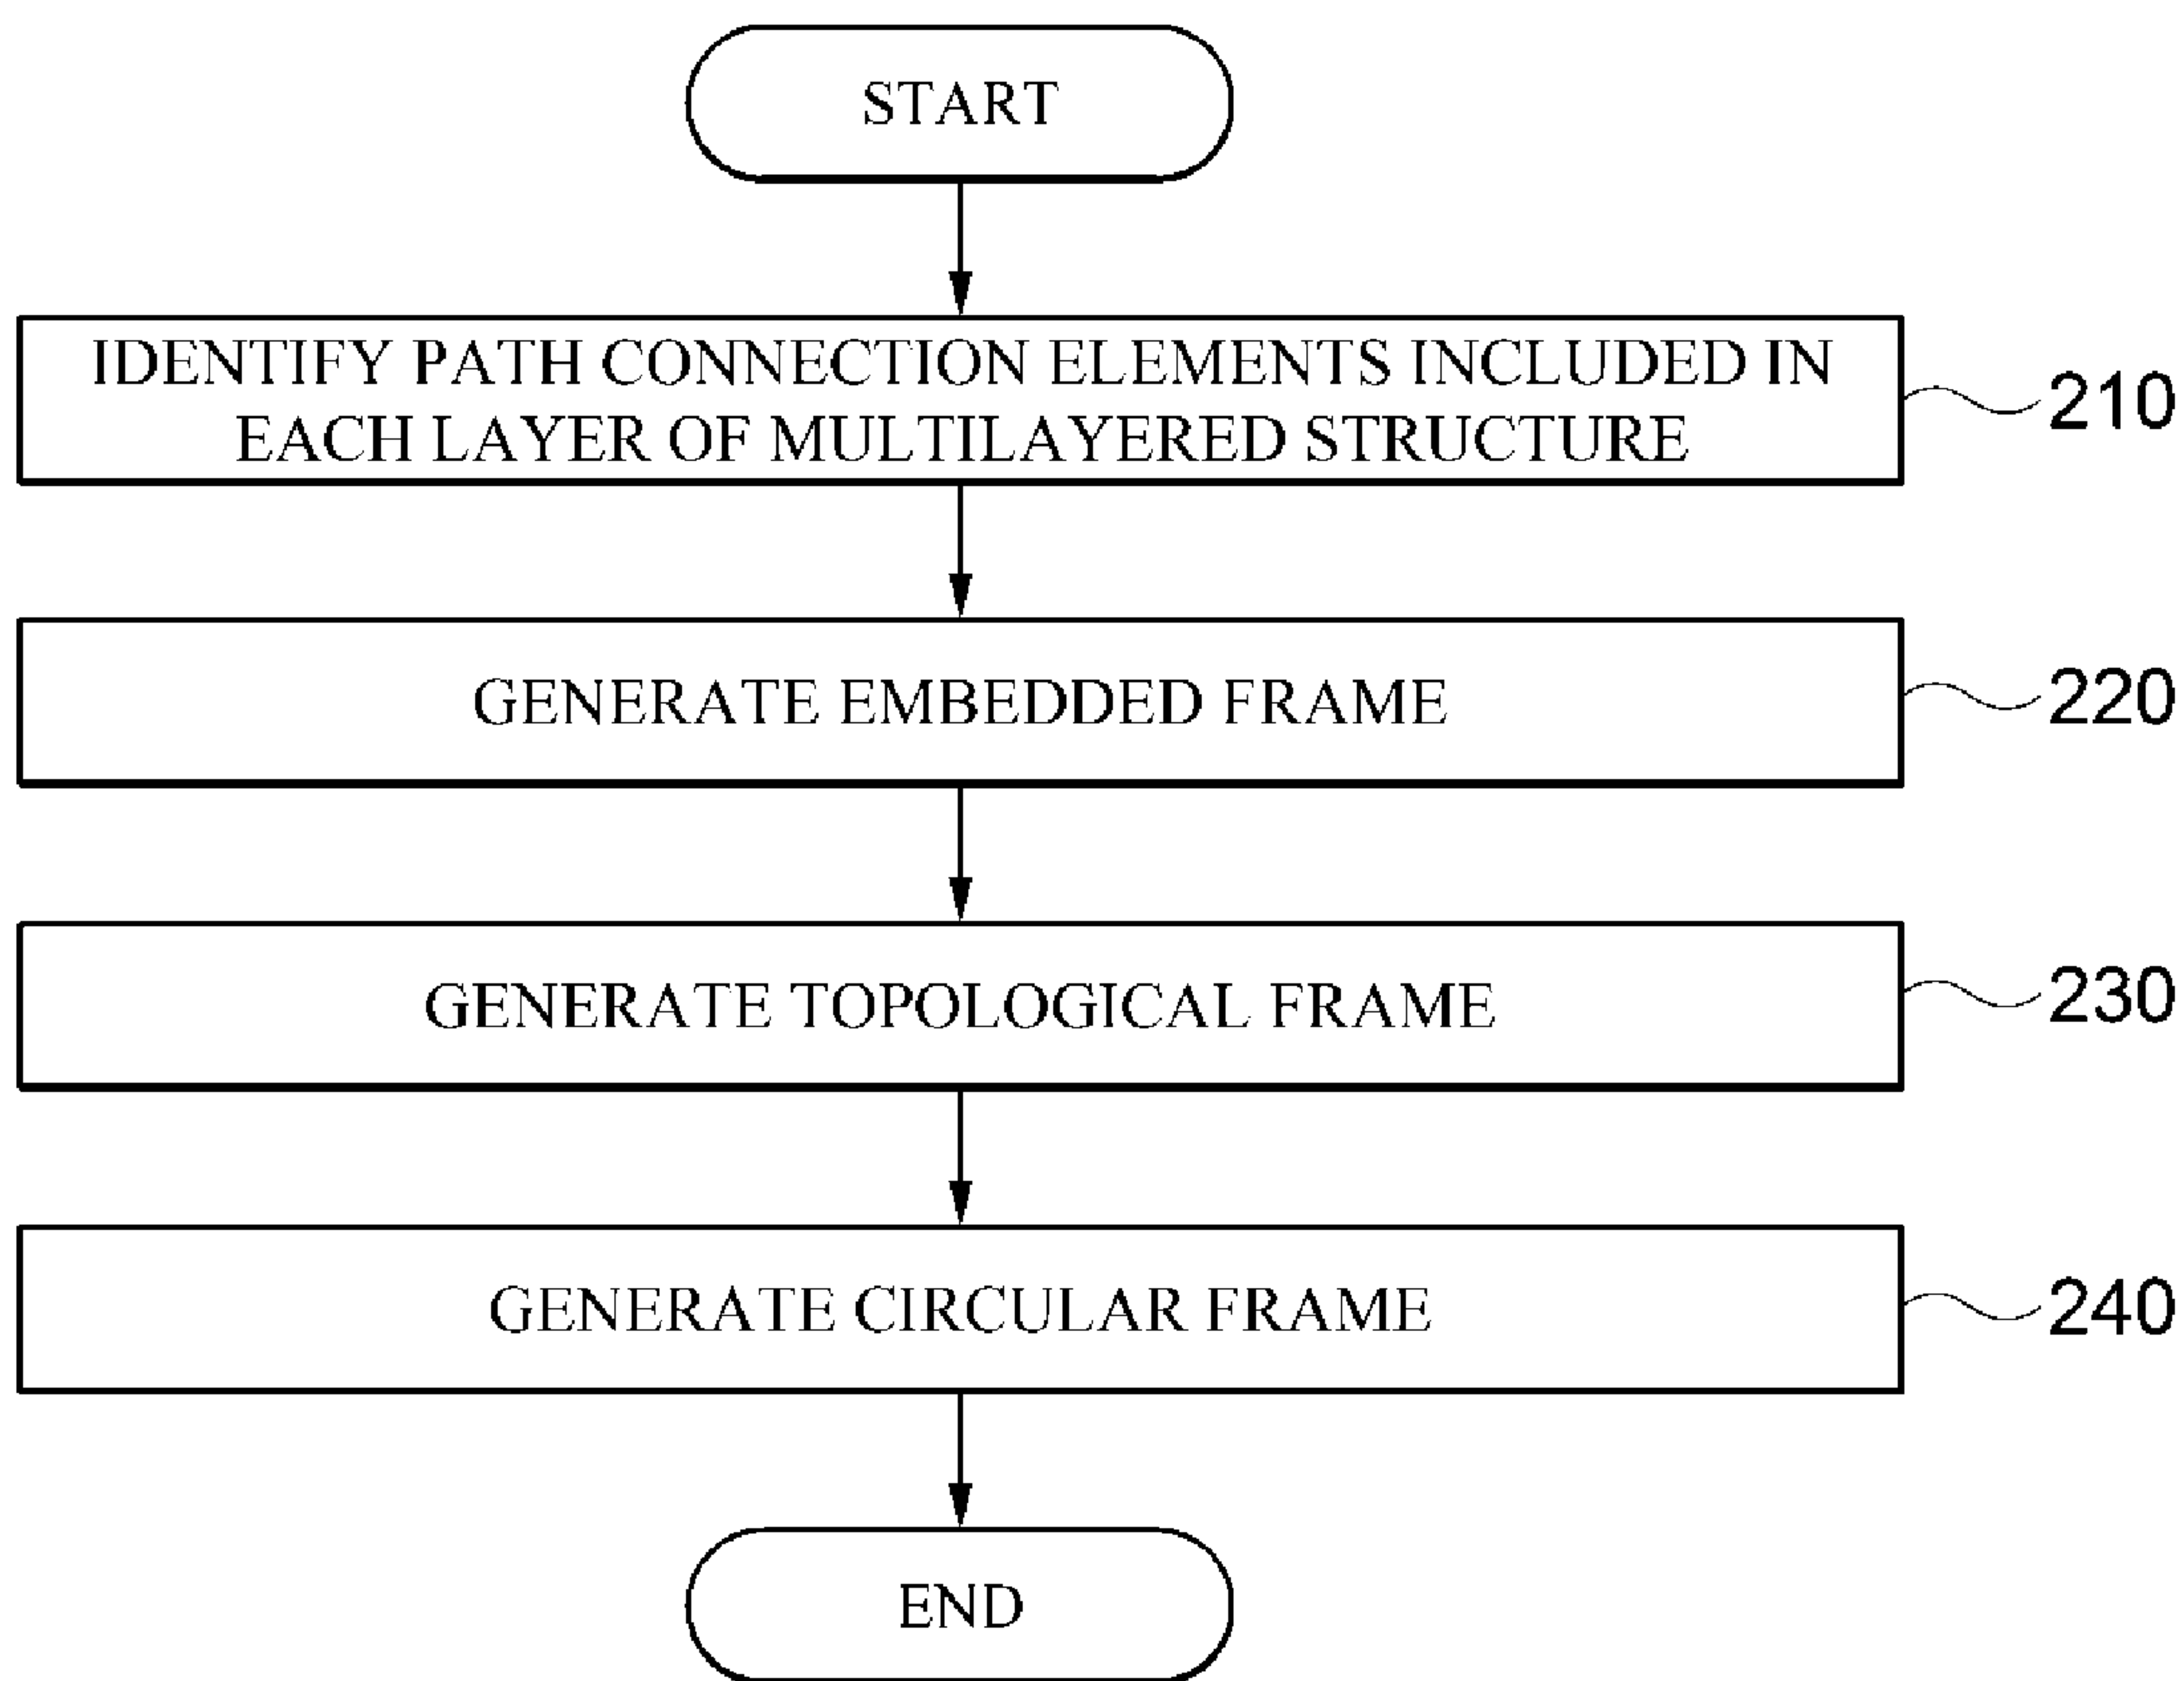 START
IDENTIFY PATH CONNECTION ELEMENTS INCLUDED IN
EACH LAYER OF MULTILAYERED STRUCTURE
210
GENERATE EMBEDDED FRAME
220
GENERATE TOPOLOGICAL FRAME
230
GENERATE CIRCULAR FRAME
240
END